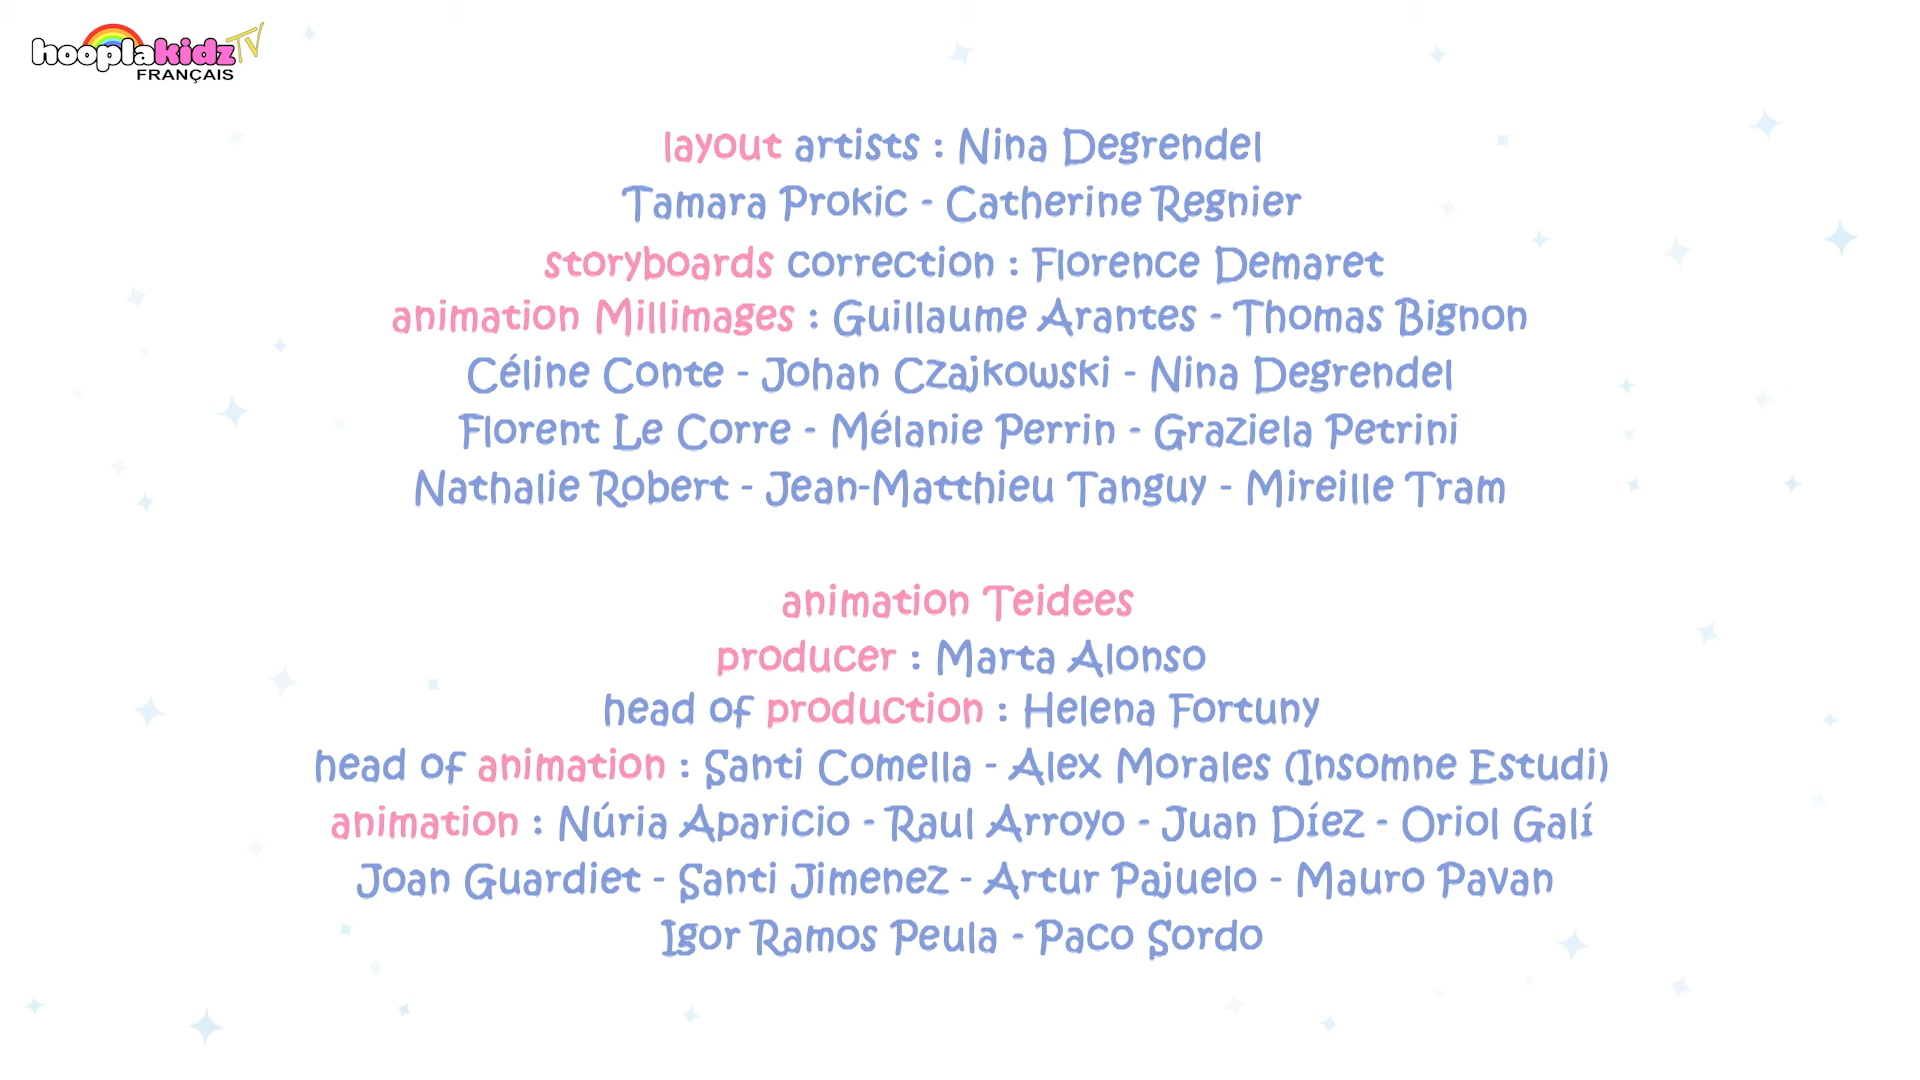 hooplakidz TV
FRANÇAIS
layout artists : Nina Degrendel
Tamara Prokic - Catherine Regnier
storyboards correction : Florence Demaret
animation Millimages : Guillaume Arantes - Thomas Bignon
Céline Conte - Johan Czajkowski - Nina Degrendel
Florent Le Corre - Mélanie Perrin - Graziela Petrini
Nathalie Robert - Jean-Matthieu Tanguy - Mireille Tram
animation Teidees
producer : Marta Alonso
head of production : Helena Fortuny
head of animation : Santi Comella - Alex Morales (Insomne Estudi)
animation : Núria Aparicio - Raul Arroyo - Juan Díez - Oriol Galí
Joan Guardiet - Santi Jimenez - Artur Pajuelo - Mauro Pavan
Igor Ramos Peula - Paco Sordo